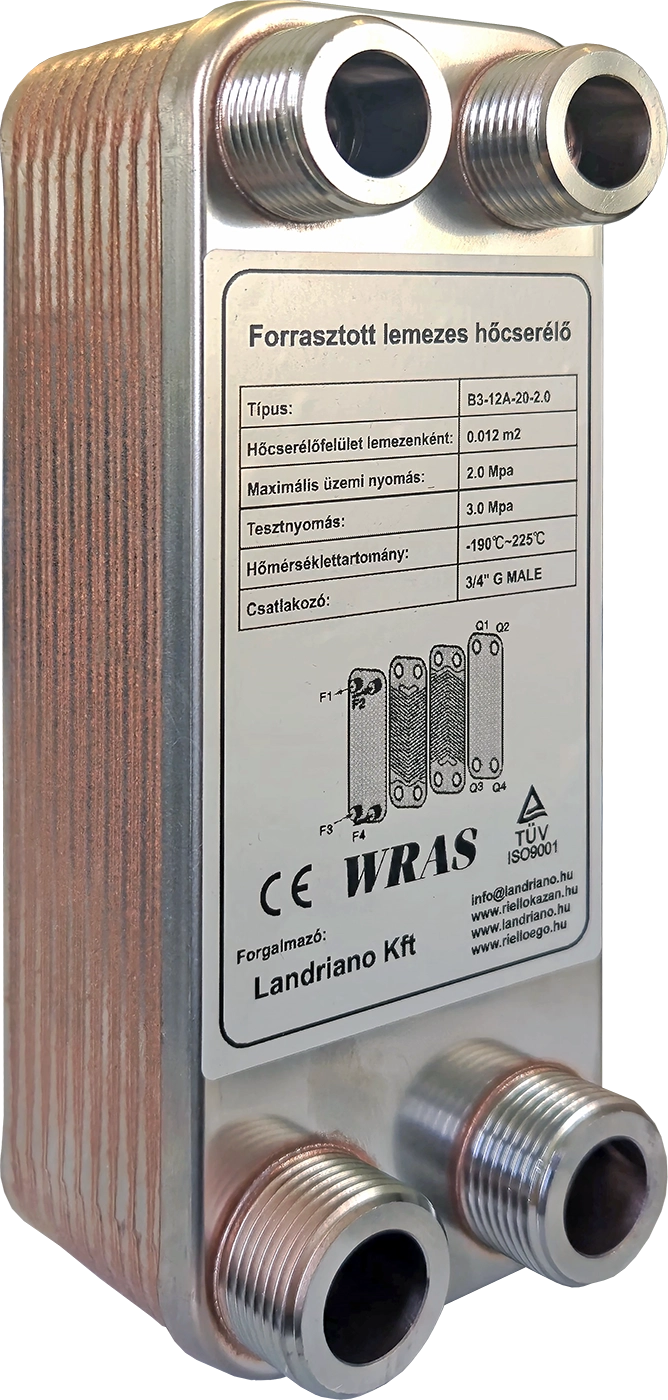 Forrasztott lemezes hőcserélő
Típus: B3-12A-20-2.0
Hőcserélőfelület lemezenként: 0.012 m2
Maximális üzemi nyomás: 2.0 Mpa
Tesztnyomás: 3.0 Mpa
Hőmérséklettartomány: -190℃~225℃
Csatlakozó: 3/4" G MALE
Q1 Q2
F1
F2
Q3 Q4
F3
F4
CE WRAS
TÜV
ISO9001
info@landriano.hu
www.riellokazan.hu
www.landriano.hu
www.rielloego.hu
Forgalmazó:
Landriano Kft